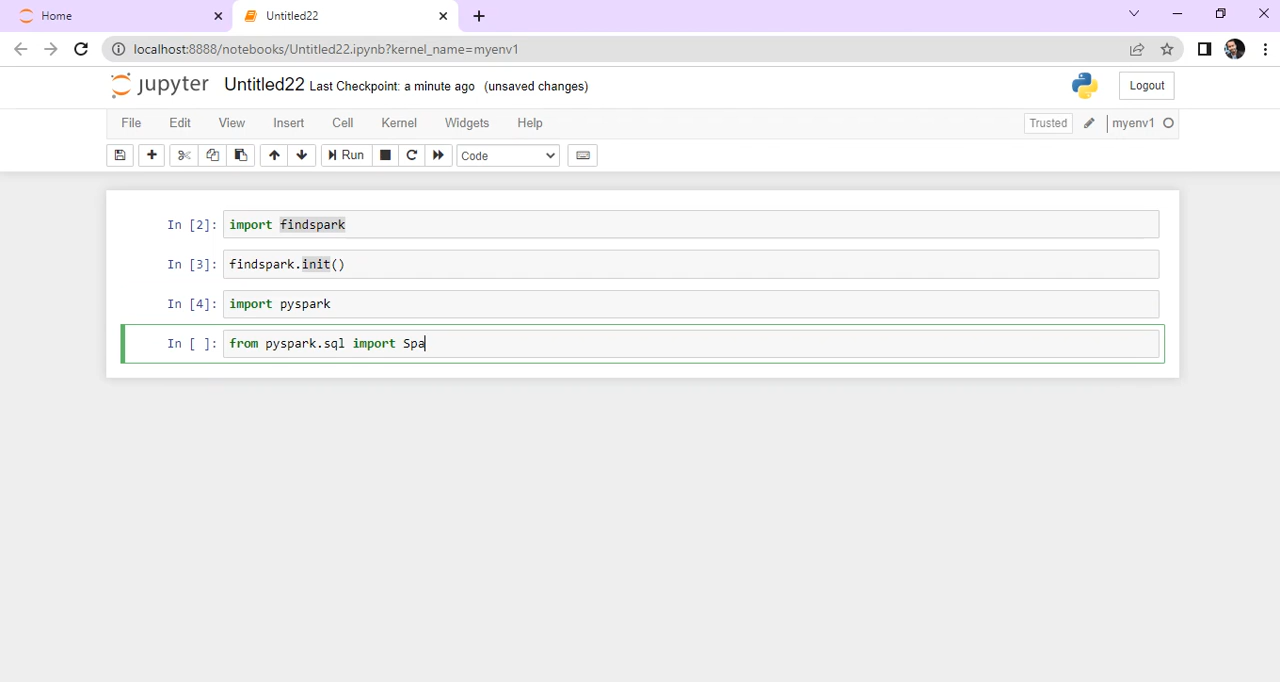 Home
Untitled22
localhost:8888/notebooks/Untitled22.ipynb?kernel_name=myenv1
jupyter Untitled22 Last Checkpoint: a minute ago (unsaved changes)
Logout
File Edit View Insert Cell Kernel Widgets Help
Trusted myenv1
Run Code
In [2]: import findspark
In [3]: findspark.init()
In [4]: import pyspark
In [ ]: from pyspark.sql import Spa